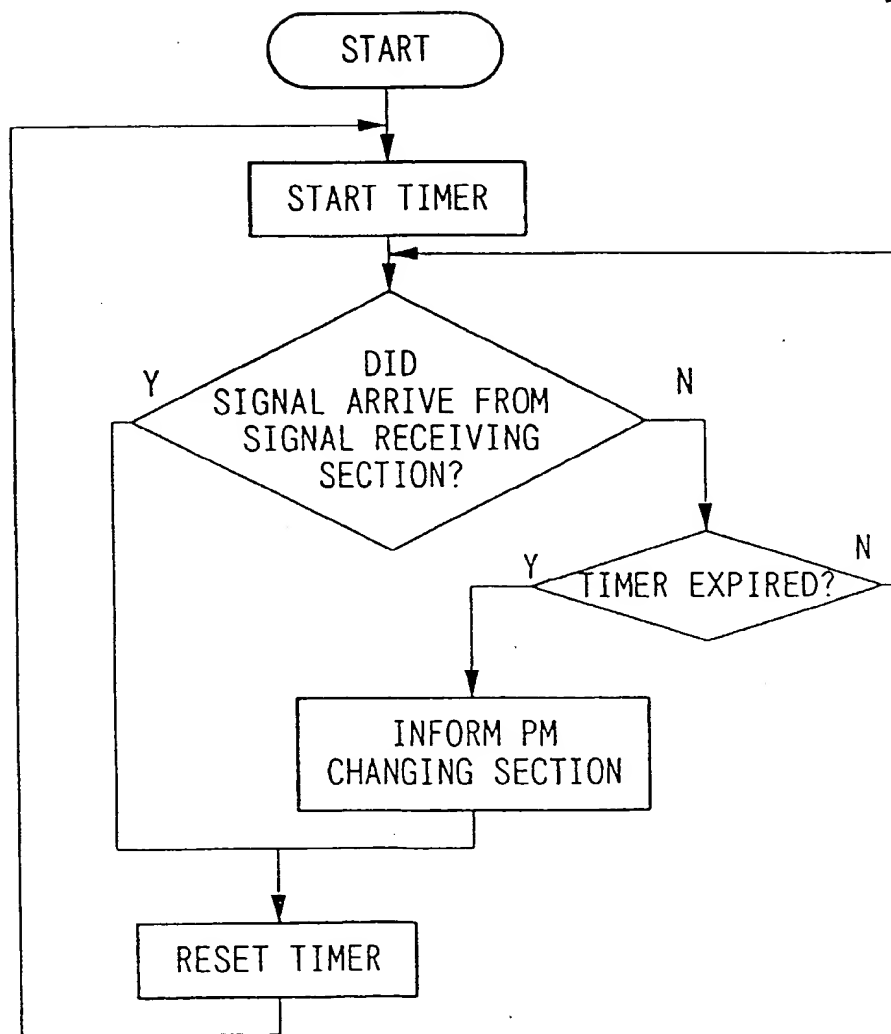 START
START TIMER
DID
SIGNAL ARRIVE FROM
SIGNAL RECEIVING
SECTION?
Y
N
TIMER EXPIRED?
Y
N
INFORM PM
CHANGING SECTION
RESET TIMER